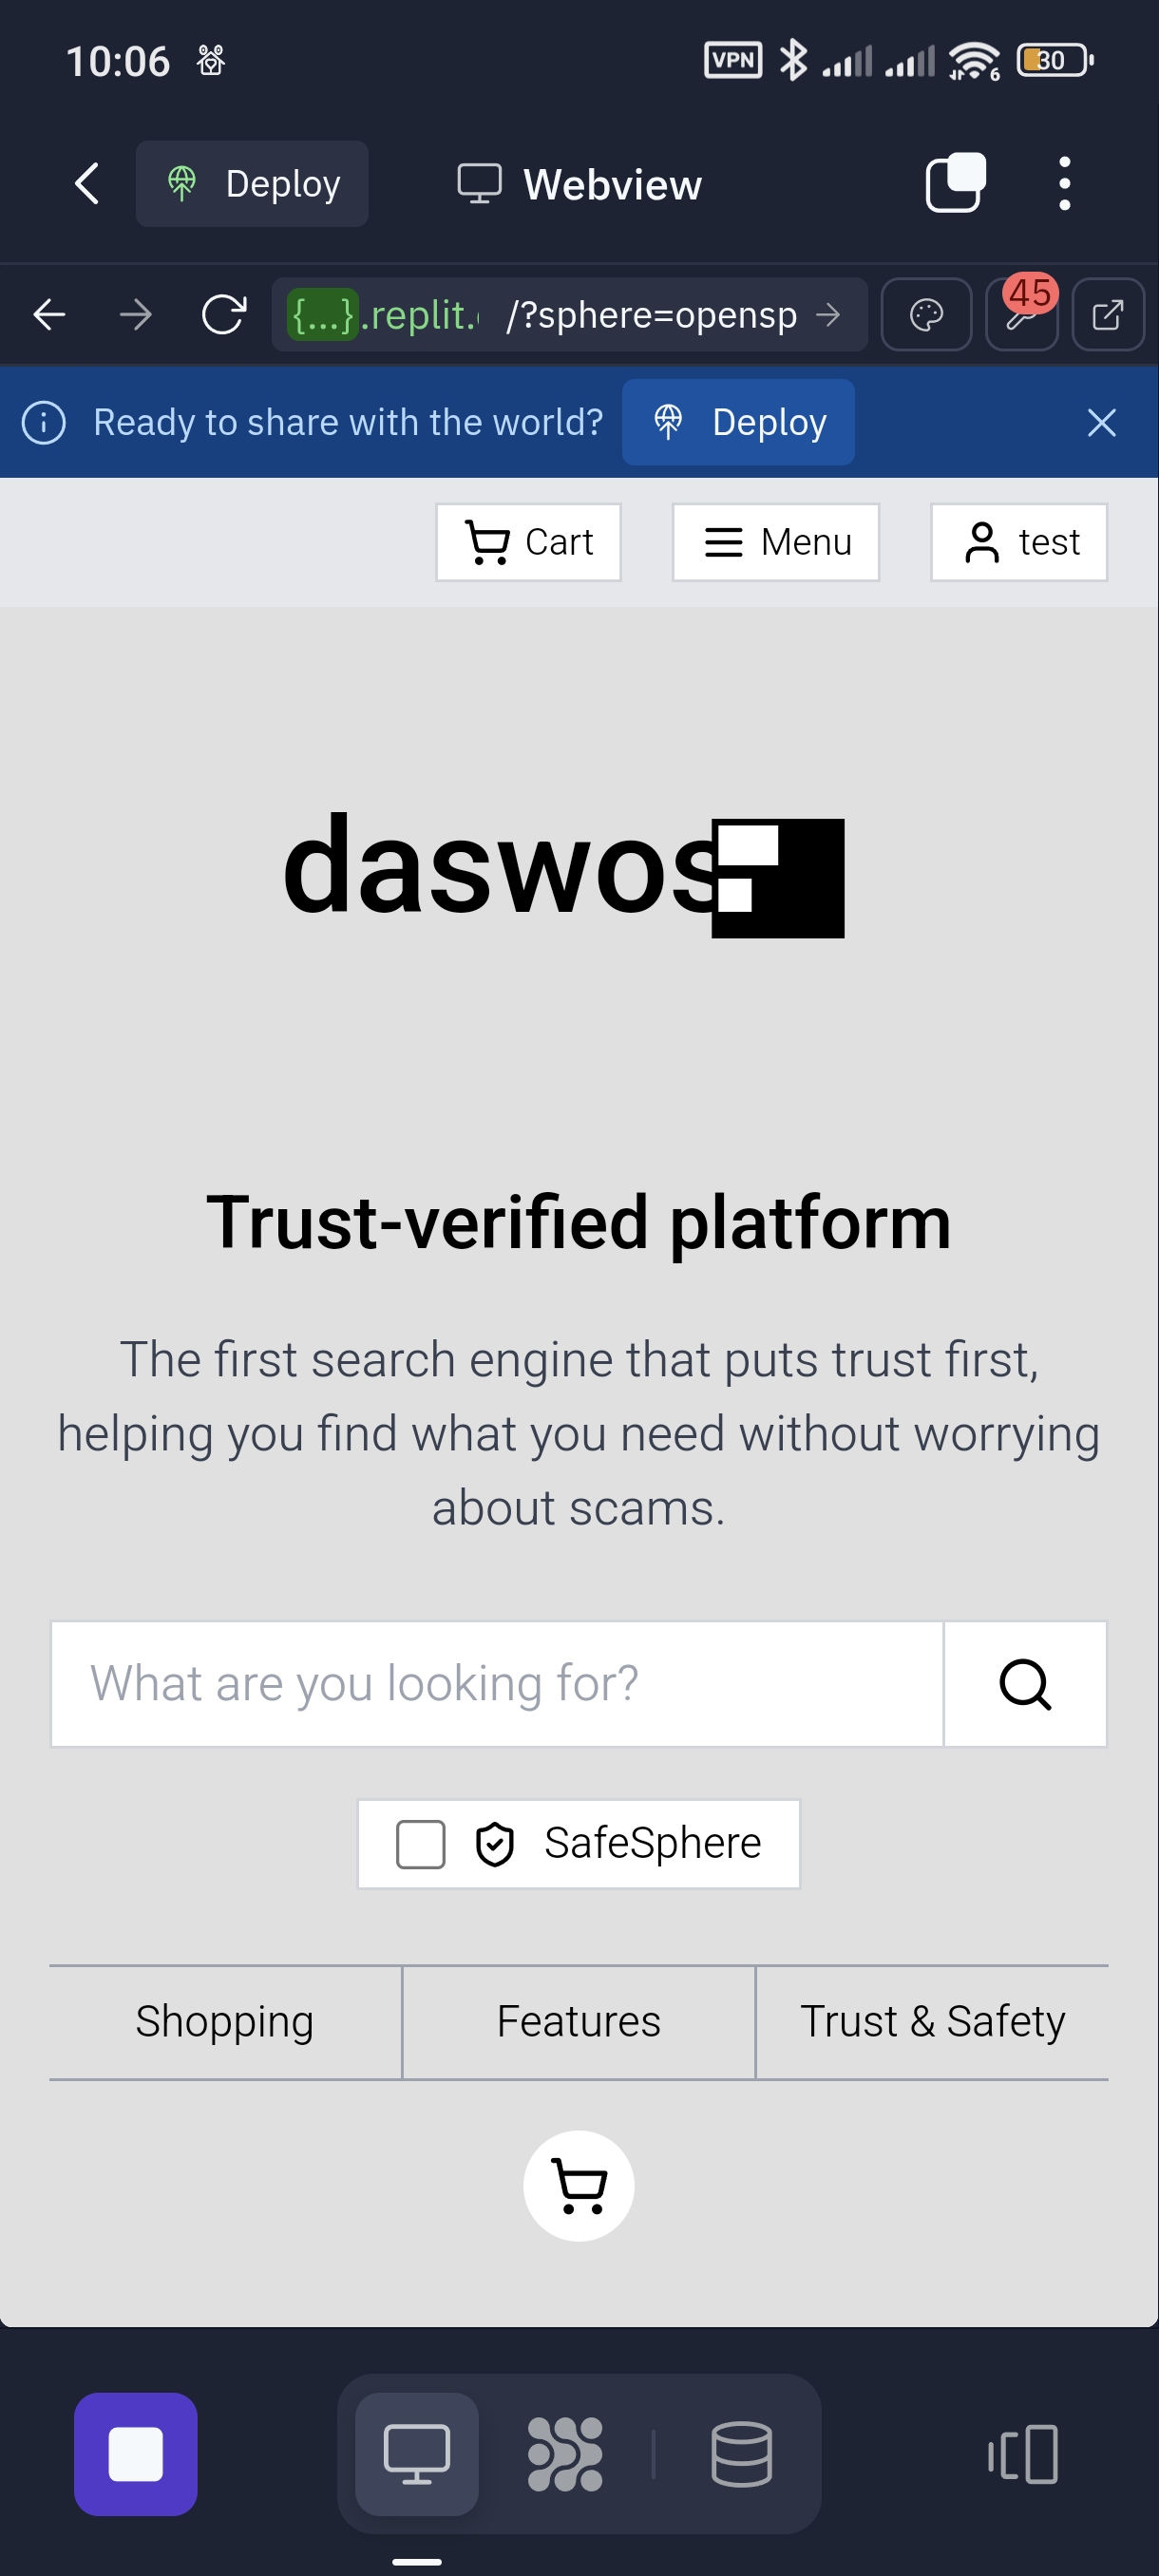 10:06 VPN 6 30
Deploy Webview
{...}.replit. /?sphere=opensp 45
Ready to share with the world? Deploy
Cart Menu test
daswos
Trust-verified platform
The first search engine that puts trust first,
helping you find what you need without worrying
about scams.
What are you looking for?
SafeSphere
Shopping Features Trust & Safety